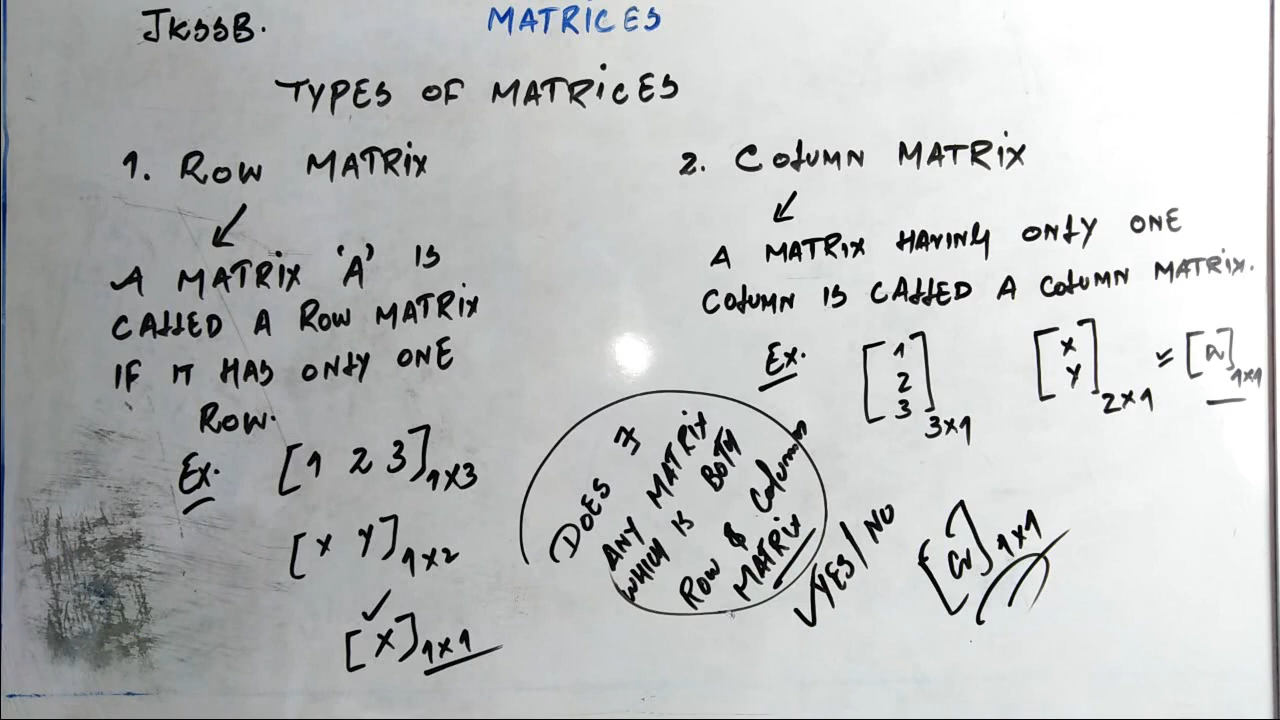 JKSSB.
MATRICES
TYPES OF MATRICES
1. ROW MATRIX
A MATRIX 'A' IS
CALLED A ROW MATRIX
IF IT HAS ONLY ONE
ROW.
Ex. [1 2 3]1×3
[x y]1×2
✓
[x]1×1
2. COLUMN MATRIX
A MATRIX HAVING ONLY ONE
COLUMN IS CALLED A COLUMN MATRIX.
Ex.
[1
2
3]3×1
[x
y]2×1
[a]1×1
DOES ∃
ANY MATRIX
WHICH IS BOTH
ROW & COLUMN
MATRIX
✓YES/NO
[a]1×1